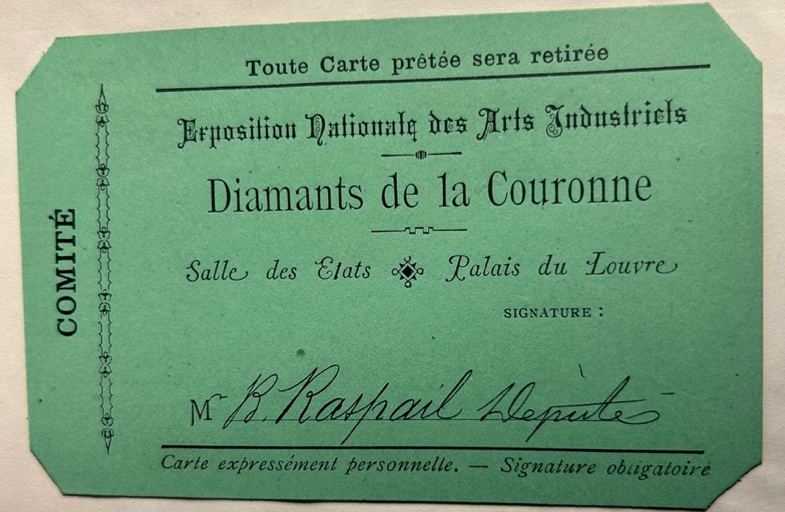 Toute Carte prêtée sera retirée
Exposition Nationale des Arts Industriels
Diamants de la Couronne
Salle des Etats Palais du Louvre
SIGNATURE :
COMITÉ
Mr B. Raspail Député
Carte expressément personnelle. — Signature obligatoire